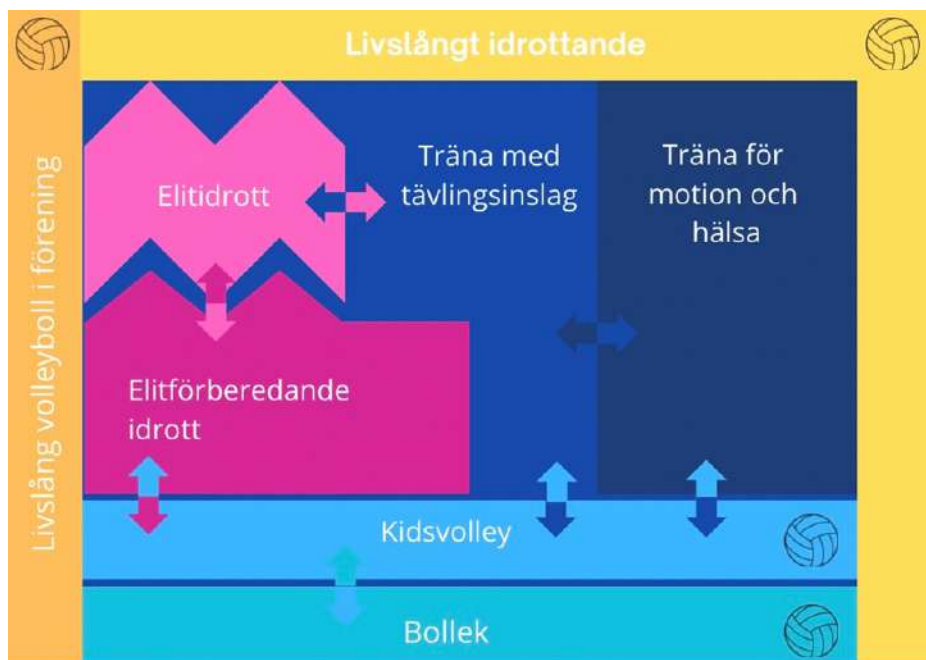 Livslångt idrottande
Livslång volleyboll i förening
Elitidrott
Träna med
tävlingsinslag
Träna för
motion och
hälsa
Elitförberedande
idrott
Kidsvolley
Bollek